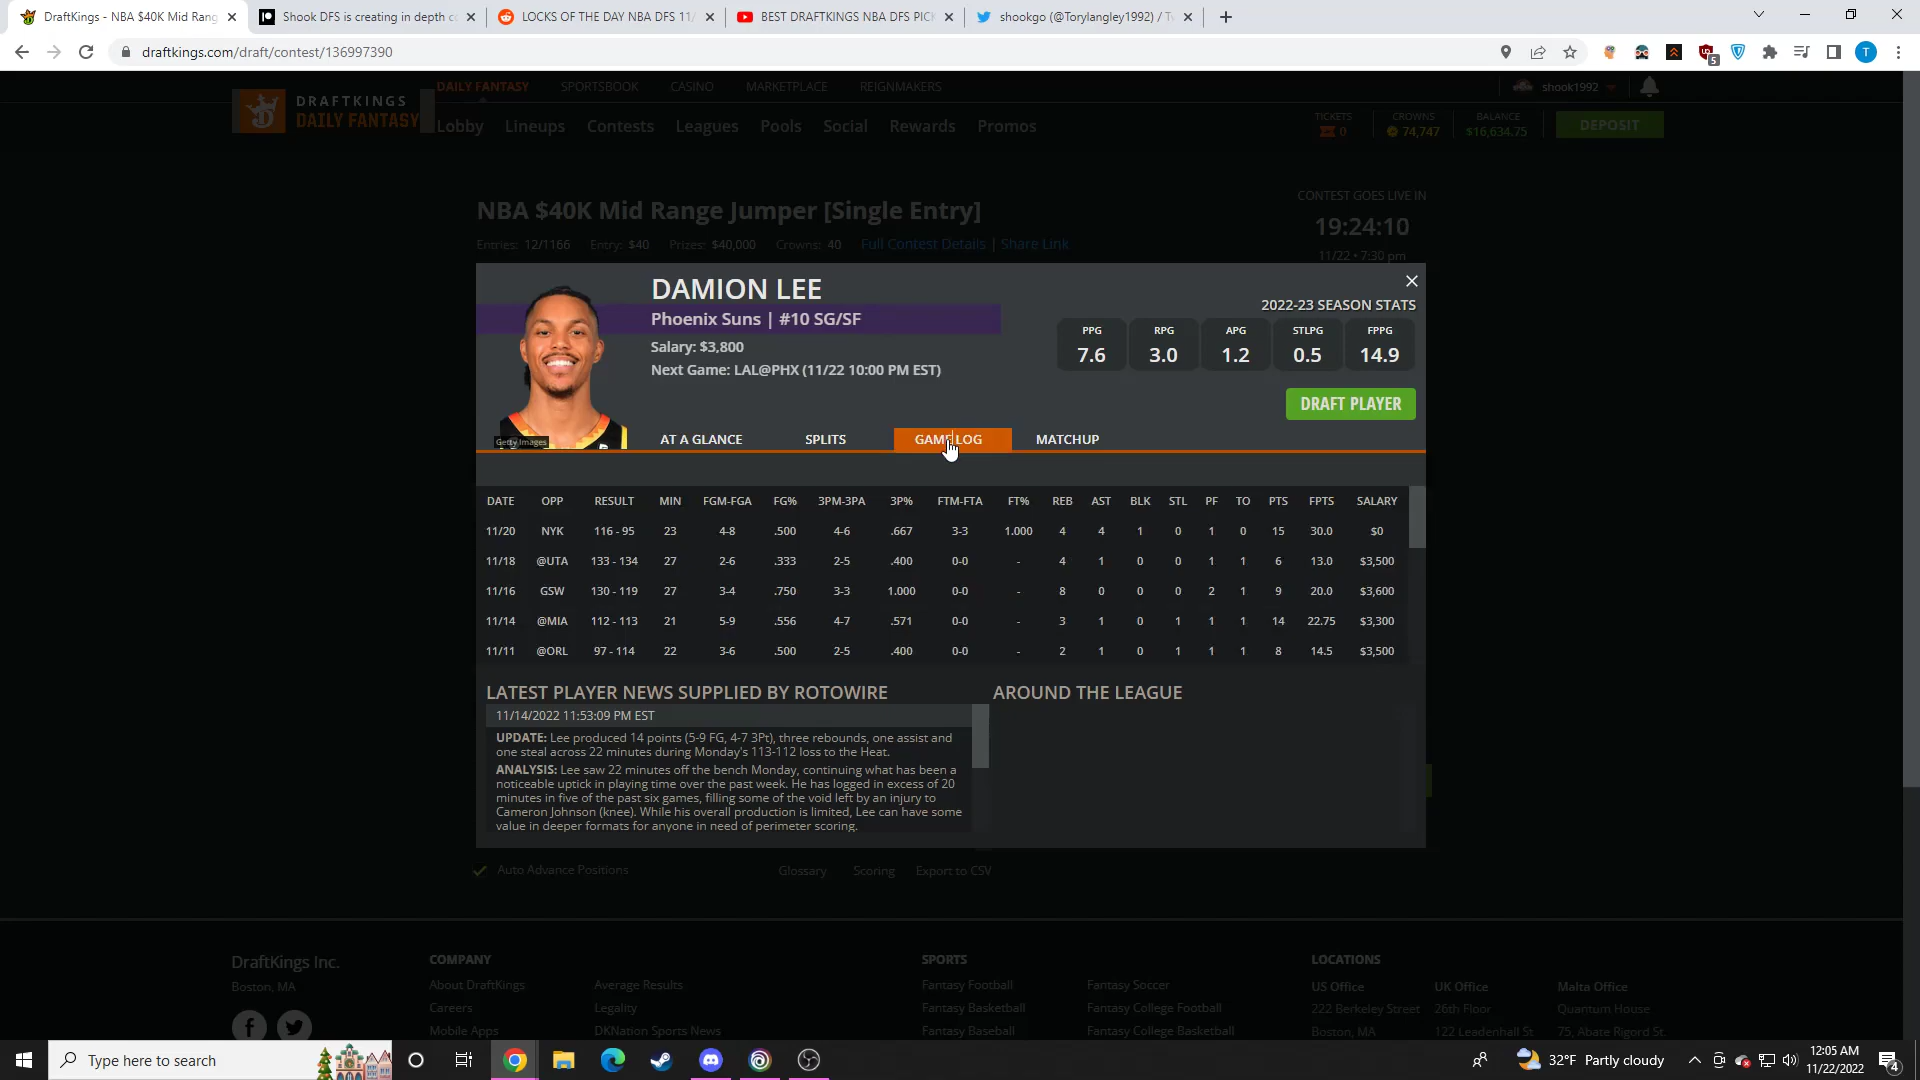 DraftKings - NBA $40K Mid Rang
Shook DFS is creating in depth c
LOCKS OF THE DAY NBA DFS 11/
BEST DRAFTKINGS NBA DFS PICK
shookgo (@Torylangley1992) / Tw
draftkings.com/draft/contest/136997390
5
T
DRAFTKINGS
DAILY FANTASY
DAILY FANTASY
SPORTSBOOK
CASINO
MARKETPLACE
REIGNMAKERS
shook1992
Lobby
Lineups
Contests
Leagues
Pools
Social
Rewards
Promos
TICKETS
0
CROWNS
74,747
BALANCE
$16,634.75
DEPOSIT
NBA $40K Mid Range Jumper [Single Entry]
Entries: 12/1166 Entry: $40 Prizes: $40,000 Crowns: 40 Full Contest Details | Share Link
CONTEST GOES LIVE IN
19:24:10
11/22 • 7:30 pm
DAMION LEE
Phoenix Suns | #10 SG/SF
Salary: $3,800
Next Game: LAL@PHX (11/22 10:00 PM EST)
Getty Images
2022-23 SEASON STATS
PPG RPG APG STLPG FPPG
7.6 3.0 1.2 0.5 14.9
DRAFT PLAYER
AT A GLANCE SPLITS GAME LOG MATCHUP
DATE OPP RESULT MIN FGM-FGA FG% 3PM-3PA 3P% FTM-FTA FT% REB AST BLK STL PF TO PTS FPTS SALARY
11/20 NYK 116 - 95 23 4-8 .500 4-6 .667 3-3 1.000 4 4 1 0 1 0 15 30.0 $0
11/18 @UTA 133 - 134 27 2-6 .333 2-5 .400 0-0 - 4 1 0 0 1 1 6 13.0 $3,500
11/16 GSW 130 - 119 27 3-4 .750 3-3 1.000 0-0 - 8 0 0 0 2 1 9 20.0 $3,600
11/14 @MIA 112 - 113 21 5-9 .556 4-7 .571 0-0 - 3 1 0 1 1 1 14 22.75 $3,300
11/11 @ORL 97 - 114 22 3-6 .500 2-5 .400 0-0 - 2 1 0 1 1 1 8 14.5 $3,500
LATEST PLAYER NEWS SUPPLIED BY ROTOWIRE
AROUND THE LEAGUE
11/14/2022 11:53:09 PM EST
UPDATE: Lee produced 14 points (5-9 FG, 4-7 3Pt), three rebounds, one assist and
one steal across 22 minutes during Monday's 113-112 loss to the Heat.
ANALYSIS: Lee saw 22 minutes off the bench Monday, continuing what has been a
noticeable uptick in playing time over the past week. He has logged in excess of 20
minutes in five of the past six games, filling some of the void left by an injury to
Cameron Johnson (knee). While his overall production is limited, Lee can have some
value in deeper formats for anyone in need of perimeter scoring.
Auto Advance Positions
Glossary
Scoring
Export to CSV
DraftKings Inc.
Boston, MA
COMPANY
About DraftKings
Careers
Mobile Apps
Average Results
Legality
DKNation Sports News
SPORTS
Fantasy Football
Fantasy Basketball
Fantasy Baseball
Fantasy Soccer
Fantasy College Football
Fantasy College Basketball
LOCATIONS
US Office
222 Berkeley Street
Boston, MA
UK Office
26th Floor
122 Leadenhall St.
Malta Office
Quantum House
75, Abate Rigord St.
Type here to search
32°F Partly cloudy
12:05 AM
11/22/2022
4